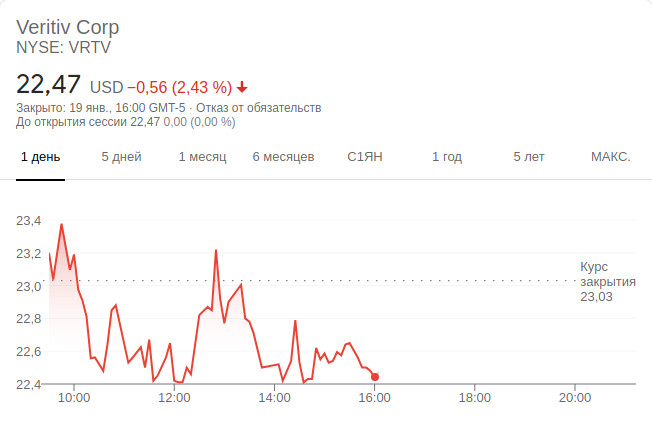 Veritiv Corp
NYSE: VRTV
22,47 USD −0,56 (2,43 %)
Закрыто: 19 янв., 16:00 GMT-5 · Отказ от обязательств
До открытия сессии 22,47 0,00 (0,00 %)
1 день 5 дней 1 месяц 6 месяцев С1ЯН 1 год 5 лет МАКС.
23,4
23,2
23,0
22,8
22,6
22,4
Курс
закрытия
23,03
10:00 12:00 14:00 16:00 18:00 20:00